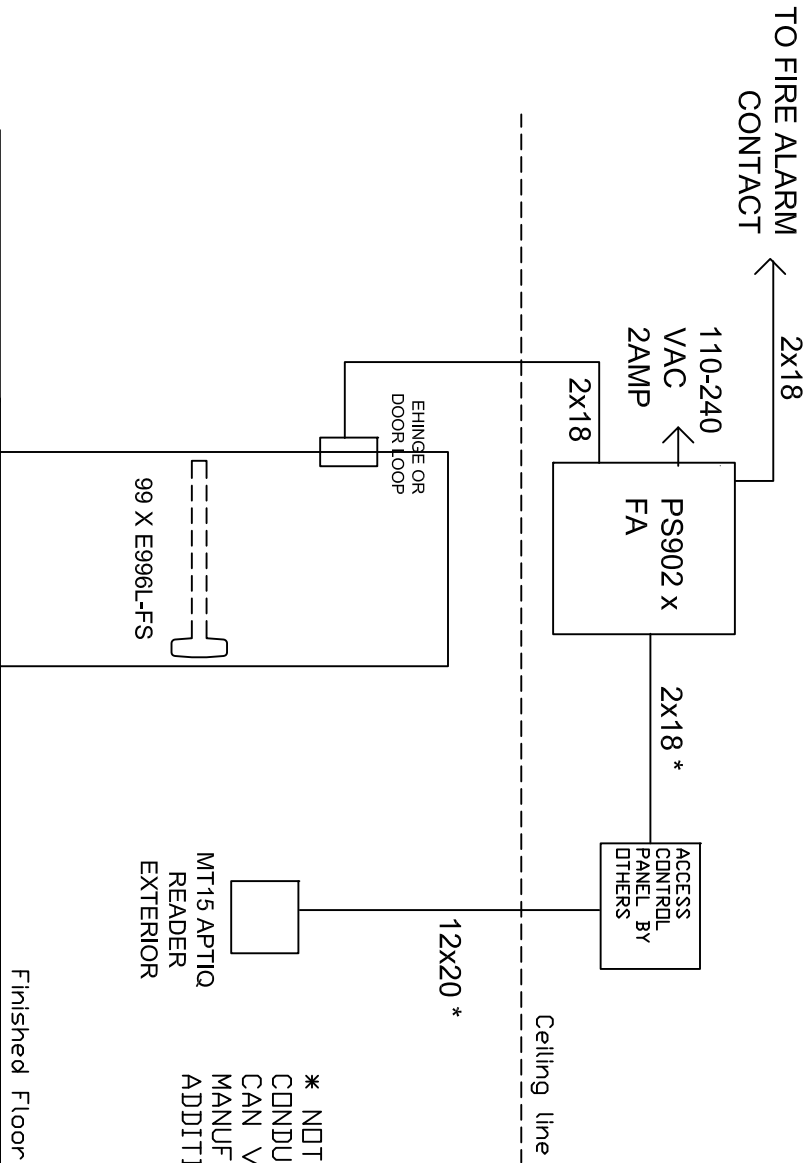 TO FIRE ALARM
CONTACT
2x18
110-240
VAC
2AMP
2x18
PS902 x
FA
2x18 *
ACCESS
CONTROL
PANEL BY
OTHERS
EHINGE OR
DOOR LOOP
99 X E996L-FS
12x20 *
MT15 APTIQ
READER
EXTERIOR
Ceiling line
* NOT
CONDU
CAN V
MANUF
ADDITI
Finished Floor